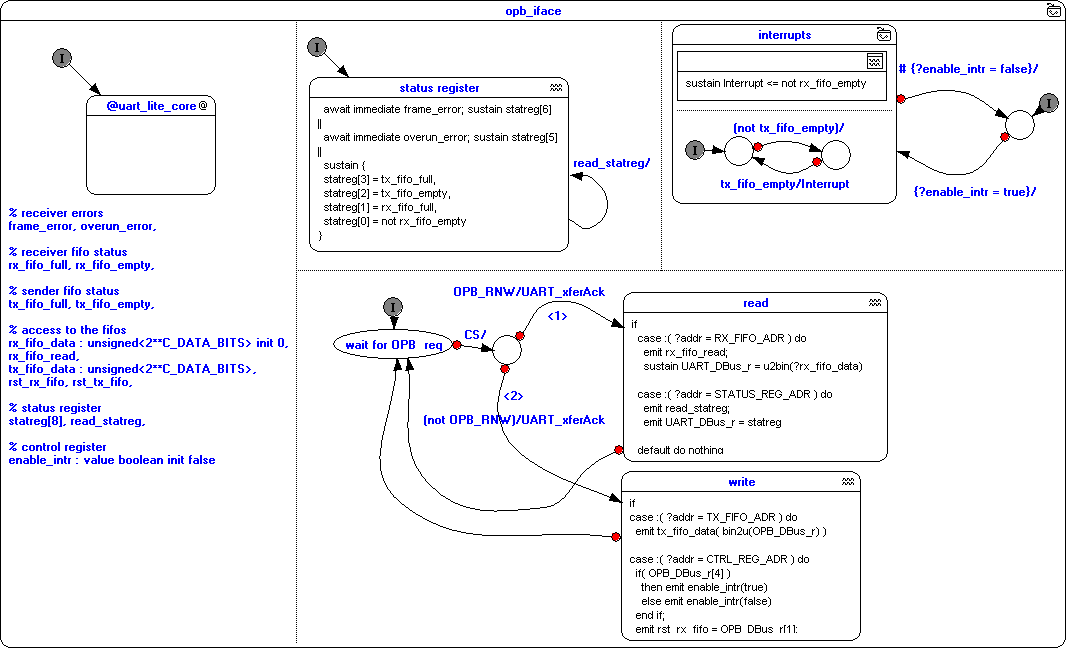 opb_iface
I
@uart_lite_core @
% receiver errors
frame_error, overun_error,
% receiver fifo status
rx_fifo_full, rx_fifo_empty,
% sender fifo status
tx_fifo_full, tx_fifo_empty,
% access to the fifos
rx_fifo_data : unsigned<2**C_DATA_BITS> init 0,
rx_fifo_read,
tx_fifo_data : unsigned<2**C_DATA_BITS>,
rst_rx_fifo, rst_tx_fifo,
% status register
statreg[8], read_statreg,
% control register
enable_intr : value boolean init false
I
status register
await immediate frame_error; sustain statreg[6]
||
await immediate overun_error; sustain statreg[5]
||
sustain {
statreg[3] = tx_fifo_full,
statreg[2] = tx_fifo_empty,
statreg[1] = rx_fifo_full,
statreg[0] = not rx_fifo_empty
}
read_statreg/
interrupts
sustain Interrupt <= not rx_fifo_empty
(not tx_fifo_empty)/
I
tx_fifo_empty/Interrupt
# {?enable_intr = false}/
I
{?enable_intr = true}/
I
wait for OPB_req
CS/
OPB_RNW/UART_xferAck
<1>
<2>
(not OPB_RNW)/UART_xferAck
read
if
case :( ?addr = RX_FIFO_ADR ) do
emit rx_fifo_read;
sustain UART_DBus_r = u2bin(?rx_fifo_data)
case :( ?addr = STATUS_REG_ADR ) do
emit read_statreg;
emit UART_DBus_r = statreg
default do nothing
write
if
case :( ?addr = TX_FIFO_ADR ) do
emit tx_fifo_data( bin2u(OPB_DBus_r) )
case :( ?addr = CTRL_REG_ADR ) do
if( OPB_DBus_r[4] )
then emit enable_intr(true)
else emit enable_intr(false)
end if;
emit rst_rx_fifo = OPB_DBus_r[1];